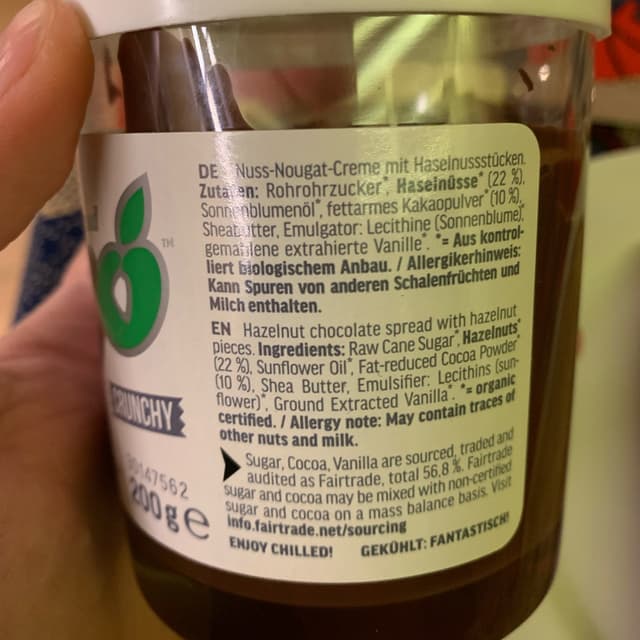 DE Nuss-Nougat-Creme mit Haselnussstücken.
Zutaten: Rohrohrzucker*, Haselnüsse* (22 %),
Sonnenblumenöl*, fettarmes Kakaopulver* (10 %),
Sheabutter, Emulgator: Lecithine (Sonnenblume)*,
gemahlene extrahierte Vanille*. *= Aus kontrol-
liert biologischem Anbau. / Allergikerhinweis:
Kann Spuren von anderen Schalenfrüchten und
Milch enthalten.
EN Hazelnut chocolate spread with hazelnut
pieces. Ingredients: Raw Cane Sugar*, Hazelnuts*
(22 %), Sunflower Oil*, Fat-reduced Cocoa Powder*
(10 %), Shea Butter, Emulsifier: Lecithins (sun-
flower)*, Ground Extracted Vanilla*. *= organic
certified. / Allergy note: May contain traces of
other nuts and milk.
Sugar, Cocoa, Vanilla are sourced, traded and
audited as Fairtrade, total 56,8 %. Fairtrade
sugar and cocoa may be mixed with non-certified
sugar and cocoa on a mass balance basis. Visit
info.fairtrade.net/sourcing
ENJOY CHILLED! GEKÜHLT: FANTASTISCH!
TM
CRUNCHY
80147562
200 g e